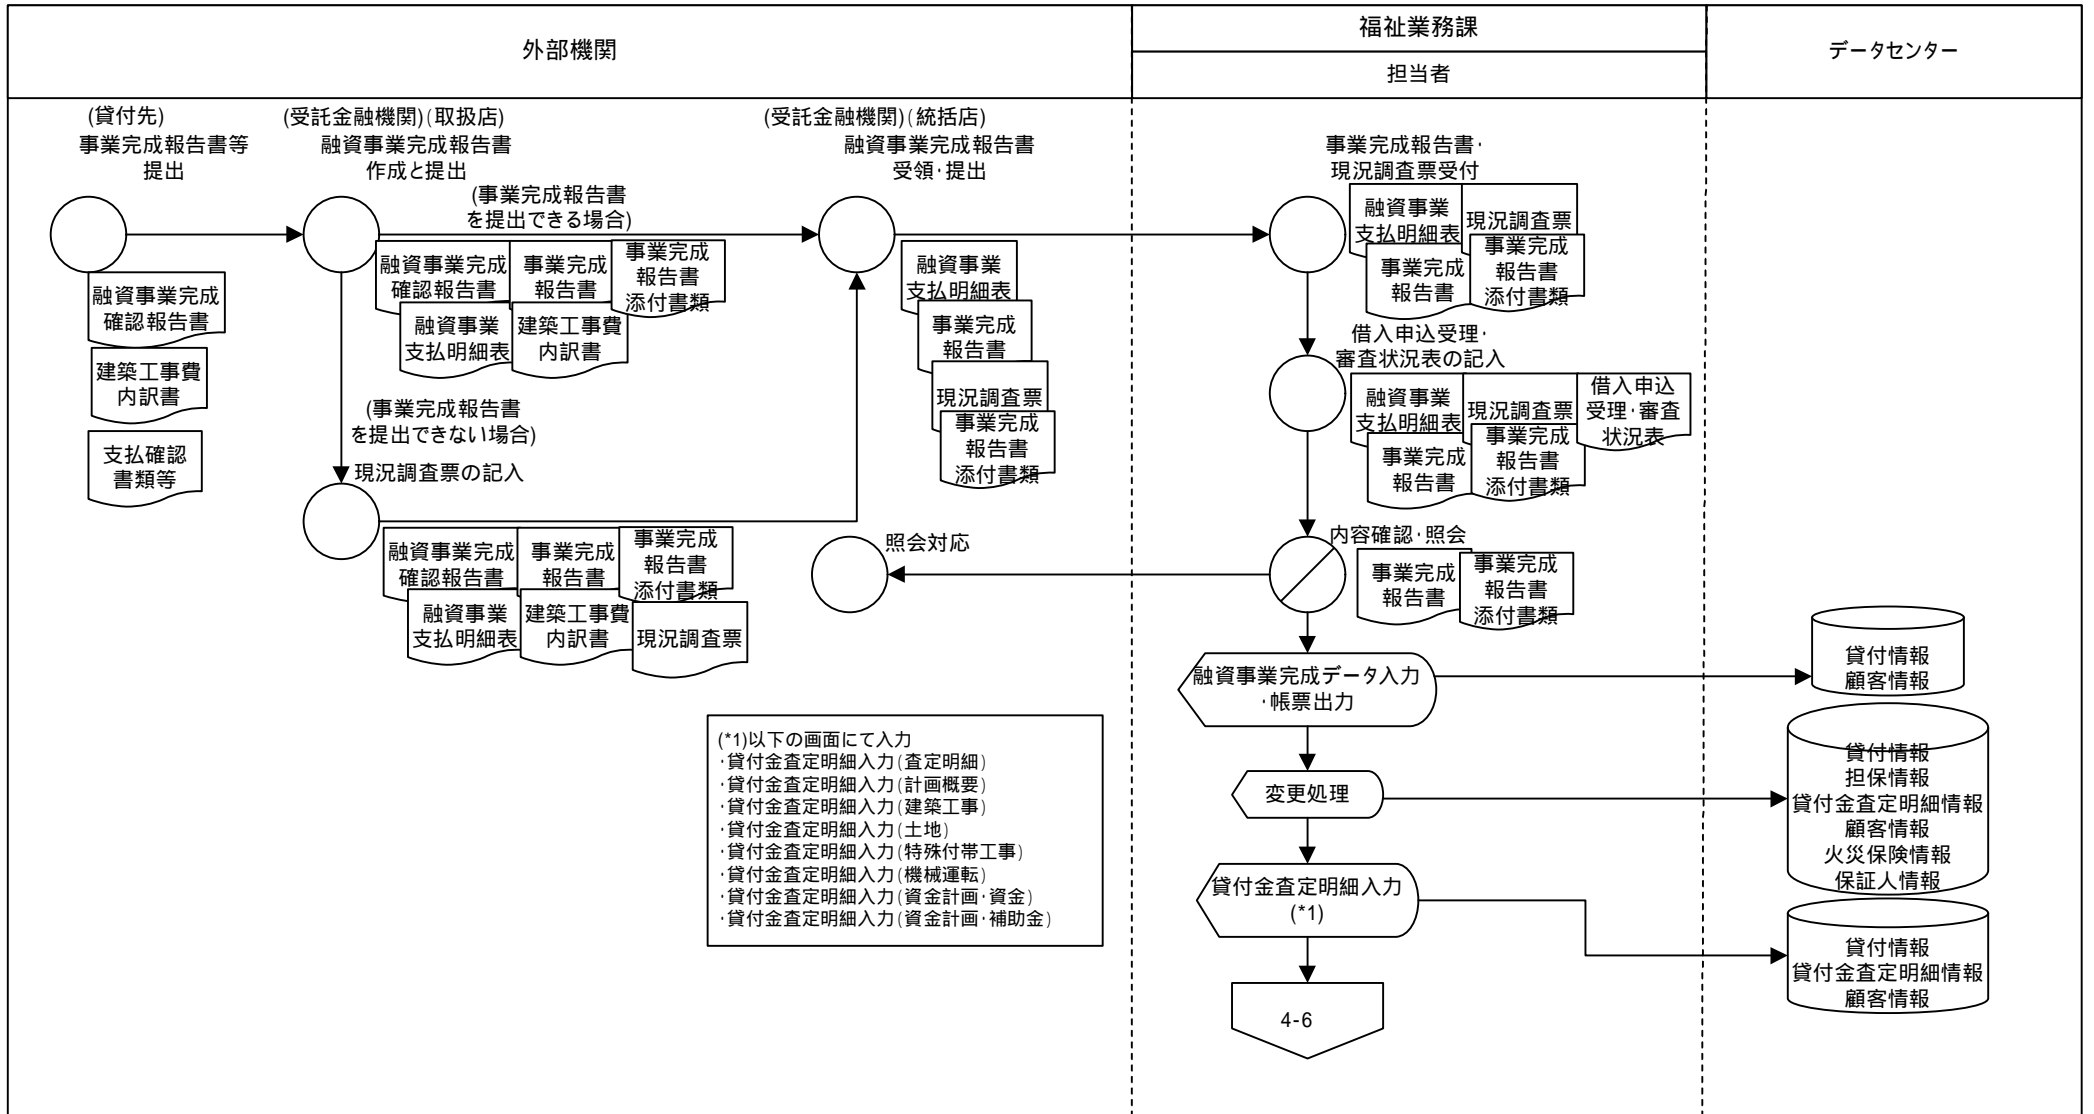 外部機関
福祉業務課
担当者
データセンター
(貸付先)
事業完成報告書等
提出
融資事業完成
確認報告書
建築工事費
内訳書
支払確認
書類等
(受託金融機関)(取扱店)
融資事業完成報告書
作成と提出
(事業完成報告書
を提出できる場合)
融資事業完成
確認報告書
事業完成
報告書
事業完成
報告書
添付書類
融資事業
支払明細表
建築工事費
内訳書
(事業完成報告書
を提出できない場合)
現況調査票の記入
融資事業完成
確認報告書
事業完成
報告書
事業完成
報告書
添付書類
融資事業
支払明細表
建築工事費
内訳書
現況調査票
(受託金融機関)(統括店)
融資事業完成報告書
受領・提出
融資事業
支払明細表
事業完成
報告書
現況調査票
事業完成
報告書
添付書類
照会対応
(*1)以下の画面にて入力
・貸付金査定明細入力(査定明細)
・貸付金査定明細入力(計画概要)
・貸付金査定明細入力(建築工事)
・貸付金査定明細入力(土地)
・貸付金査定明細入力(特殊付帯工事)
・貸付金査定明細入力(機械運転)
・貸付金査定明細入力(資金計画・資金)
・貸付金査定明細入力(資金計画・補助金)
事業完成報告書・
現況調査票受付
融資事業
支払明細表
現況調査票
事業完成
報告書
事業完成
報告書
添付書類
借入申込受理・
審査状況表の記入
融資事業
支払明細表
現況調査票
借入申込
受理・審査
状況表
事業完成
報告書
事業完成
報告書
添付書類
内容確認・照会
事業完成
報告書
事業完成
報告書
添付書類
融資事業完成データ入力
・帳票出力
変更処理
貸付金査定明細入力
(*1)
4-6
貸付情報
顧客情報
貸付情報
担保情報
貸付金査定明細情報
顧客情報
火災保険情報
保証人情報
貸付情報
貸付金査定明細情報
顧客情報